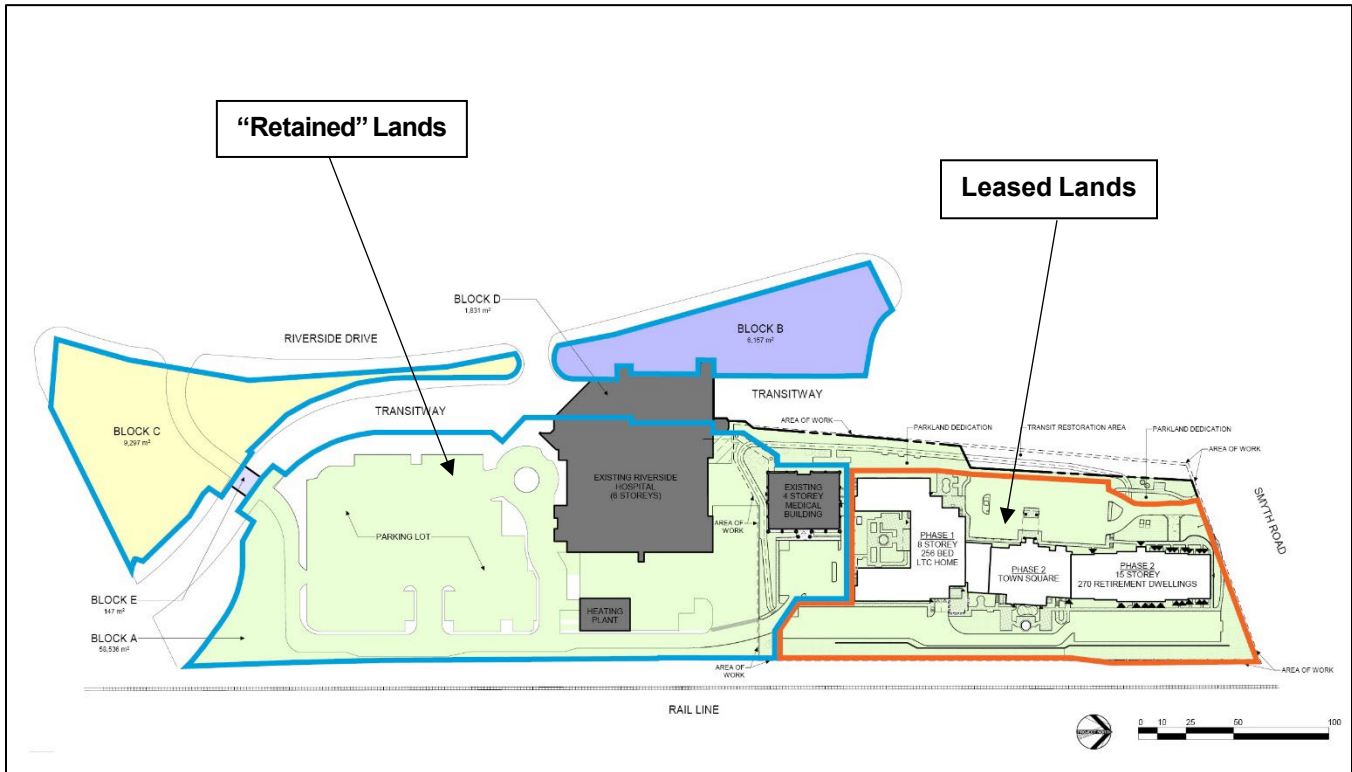 “Retained” Lands
Leased Lands
BLOCK D
1,831 m²
BLOCK B
6,157 m²
RIVERSIDE DRIVE
TRANSITWAY
TRANSITWAY
BLOCK C
9,297 m²
AREA OF WORK
PARKLAND DEDICATION
TRANSIT RESTORATION AREA
PARKLAND DEDICATION
AREA OF
WORK
SMYTH ROAD
EXISTING RIVERSIDE
HOSPITAL
(6 STOREYS)
EXISTING
4 STOREY
MEDICAL
BUILDING
AREA OF
WORK
PARKING LOT
PHASE 1
8 STOREY
256 BED
LTC HOME
PHASE 2
TOWN SQUARE
PHASE 2
15 STOREY
270 RETIREMENT DWELLINGS
BLOCK E
147 m²
HEATING
PLANT
BLOCK A
AREA OF
WORK
AREA OF WORK
RAIL LINE
PROJECT NORTH
0 10 25 50 100